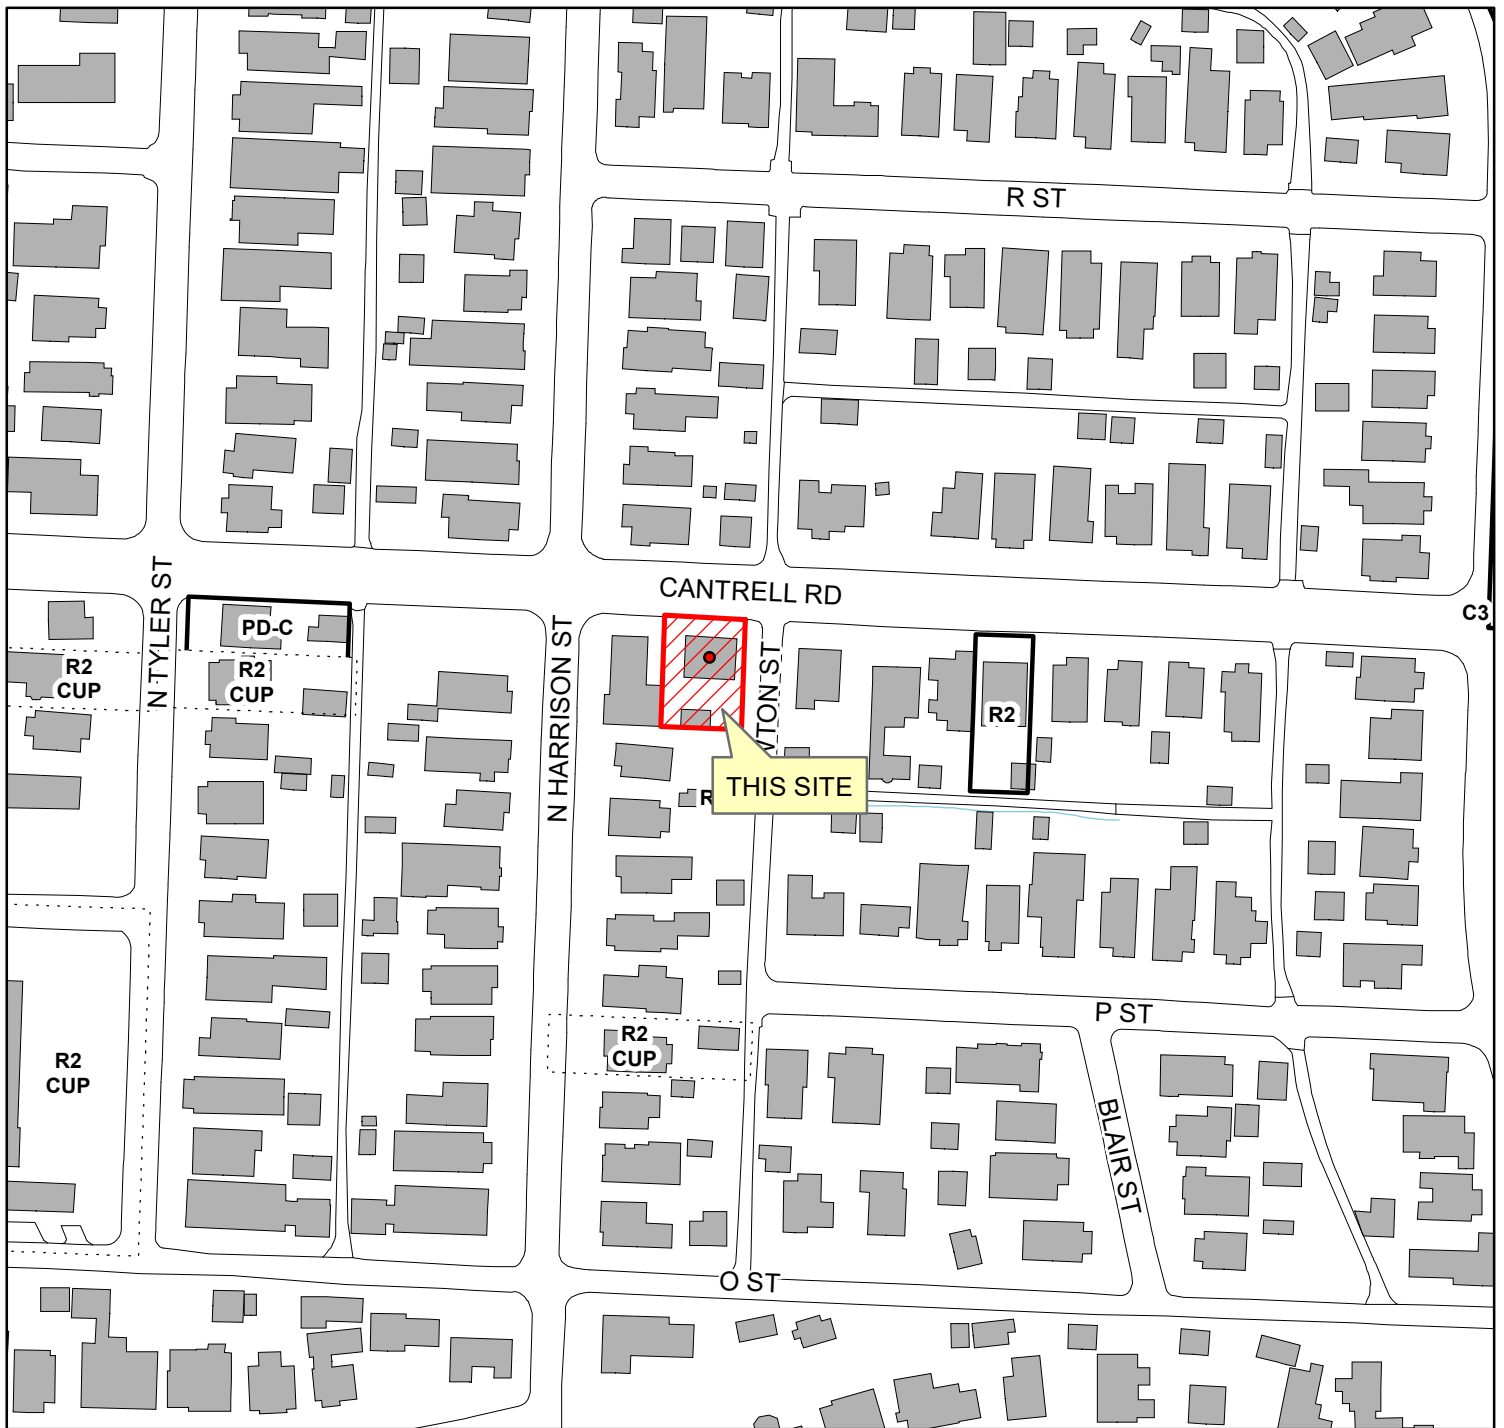 R ST
CANTRELL RD
N TYLER ST
PD-C
C3
R2
CUP
R2
CUP
N HARRISON ST
R2
THIS SITE
P ST
R2
CUP
R2
CUP
BLAIR ST
O ST